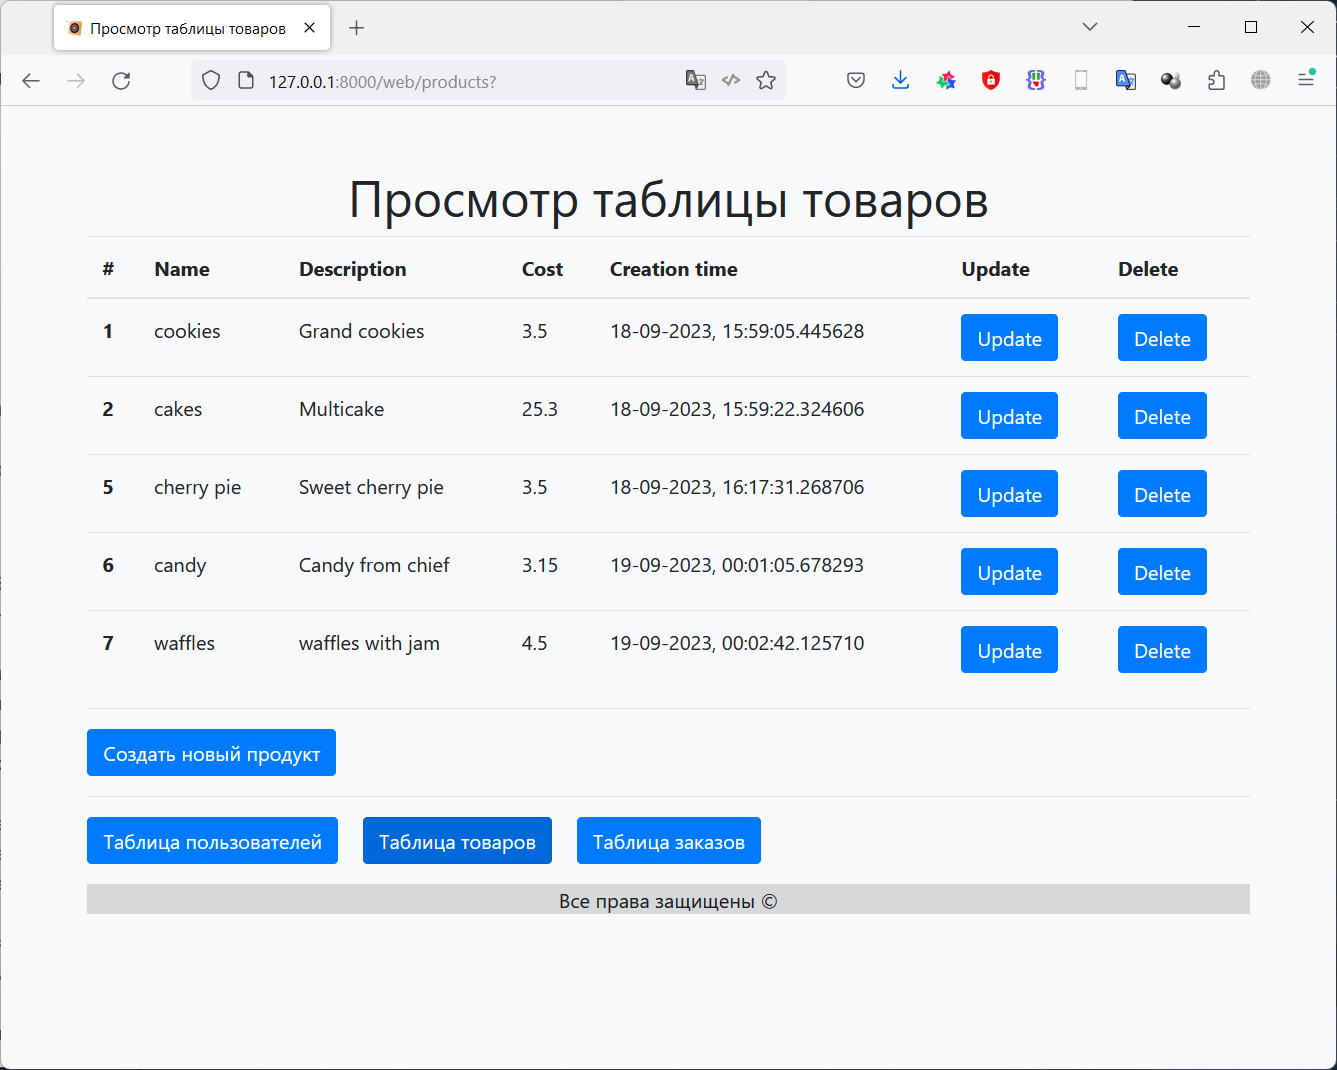 Просмотр таблицы товаров
127.0.0.1:8000/web/products?
Просмотр таблицы товаров
# Name Description Cost Creation time Update Delete
1 cookies Grand cookies 3.5 18-09-2023, 15:59:05.445628 Update Delete
2 cakes Multicake 25.3 18-09-2023, 15:59:22.324606 Update Delete
5 cherry pie Sweet cherry pie 3.5 18-09-2023, 16:17:31.268706 Update Delete
6 candy Candy from chief 3.15 19-09-2023, 00:01:05.678293 Update Delete
7 waffles waffles with jam 4.5 19-09-2023, 00:02:42.125710 Update Delete
Создать новый продукт
Таблица пользователей Таблица товаров Таблица заказов
Все права защищены ©